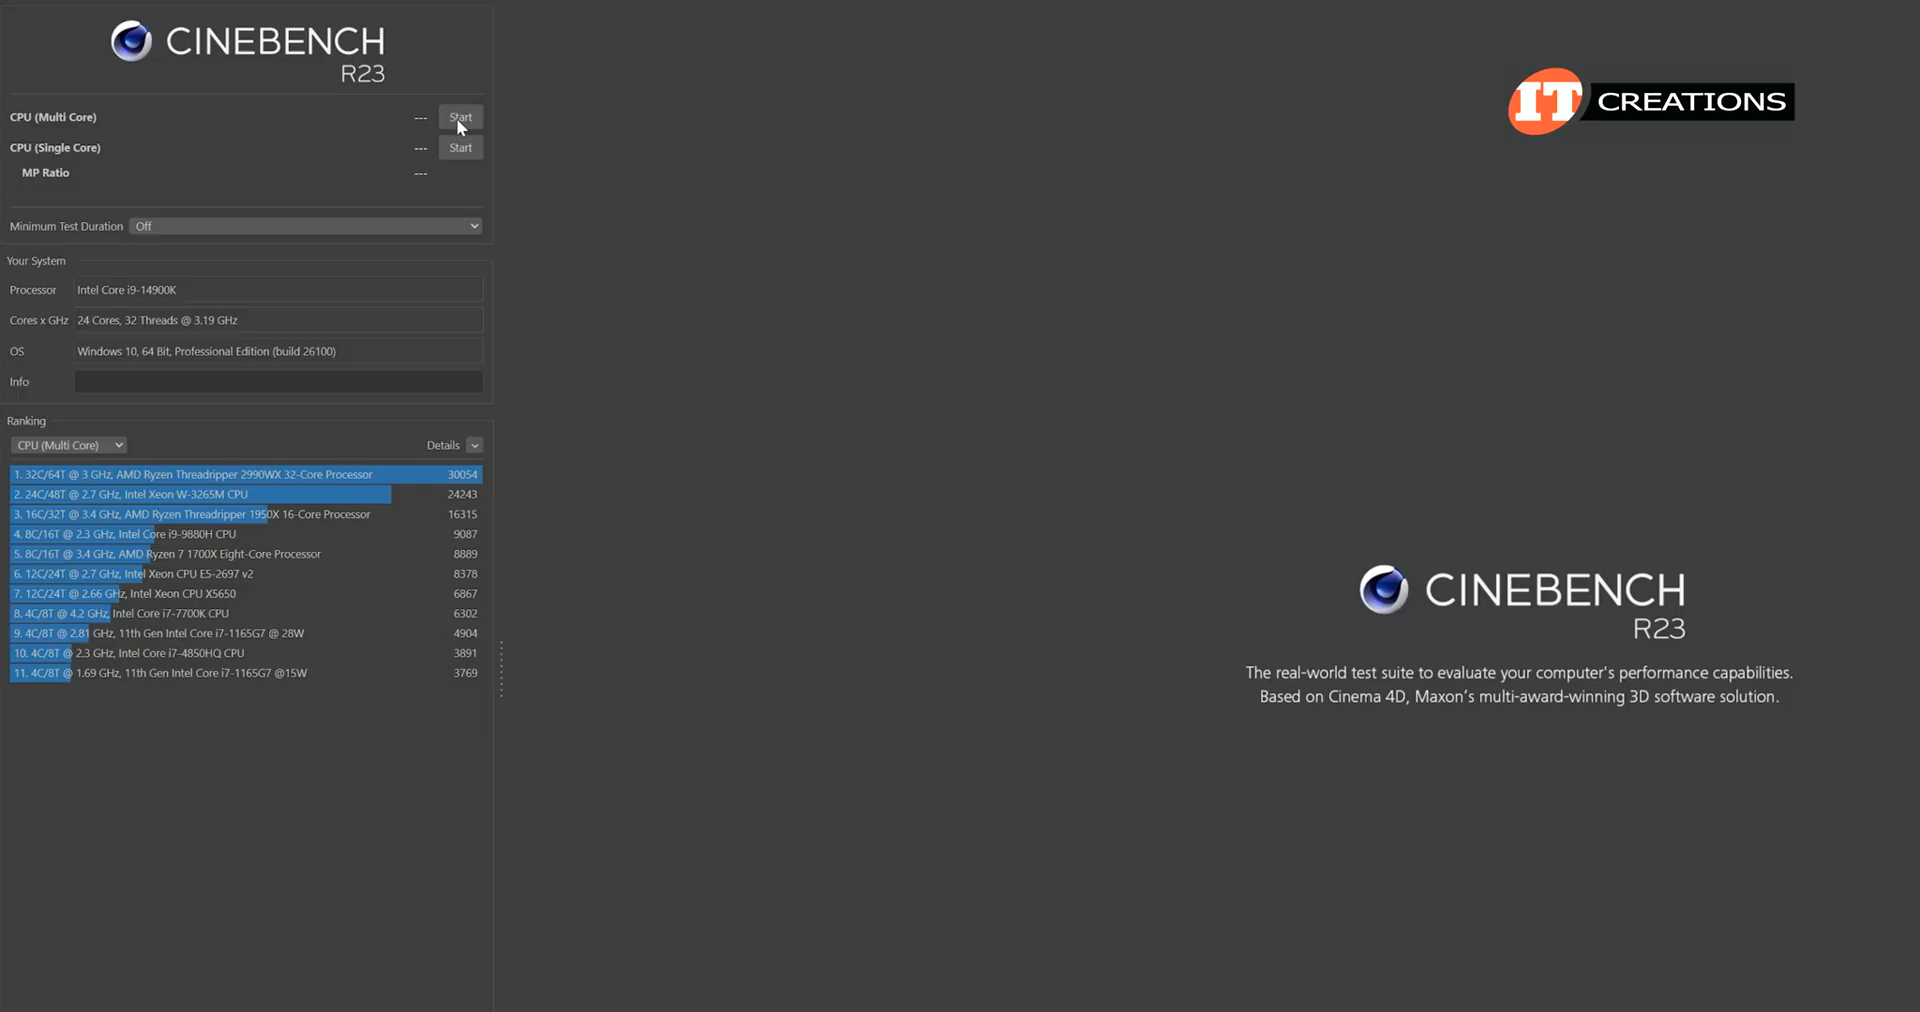 CINEBENCH
R23
IT CREATIONS
CPU (Multi Core) --- Start
CPU (Single Core) --- Start
MP Ratio ---
Minimum Test Duration Off
Your System
Processor Intel Core i9-14900K
Cores x GHz 24 Cores, 32 Threads @ 3.19 GHz
OS Windows 10, 64 Bit, Professional Edition (build 26100)
Info
Ranking
CPU (Multi Core) Details
1. 32C/64T @ 3 GHz, AMD Ryzen Threadripper 2990WX 32-Core Processor 30054
2. 24C/48T @ 2.7 GHz, Intel Xeon W-3265M CPU 24243
3. 16C/32T @ 3.4 GHz, AMD Ryzen Threadripper 1950X 16-Core Processor 16315
4. 8C/16T @ 2.3 GHz, Intel Core i9-9880H CPU 9087
5. 8C/16T @ 3.4 GHz, AMD Ryzen 7 1700X Eight-Core Processor 8889
6. 12C/24T @ 2.7 GHz, Intel Xeon CPU E5-2697 v2 8378
7. 12C/24T @ 2.66 GHz, Intel Xeon CPU X5650 6867
8. 4C/8T @ 4.2 GHz, Intel Core i7-7700K CPU 6302
9. 4C/8T @ 2.81 GHz, 11th Gen Intel Core i7-1165G7 @ 28W 4904
10. 4C/8T @ 2.3 GHz, Intel Core i7-4850HQ CPU 3891
11. 4C/8T @ 1.69 GHz, 11th Gen Intel Core i7-1165G7 @15W 3769
CINEBENCH
R23
The real-world test suite to evaluate your computer's performance capabilities.
Based on Cinema 4D, Maxon's multi-award-winning 3D software solution.